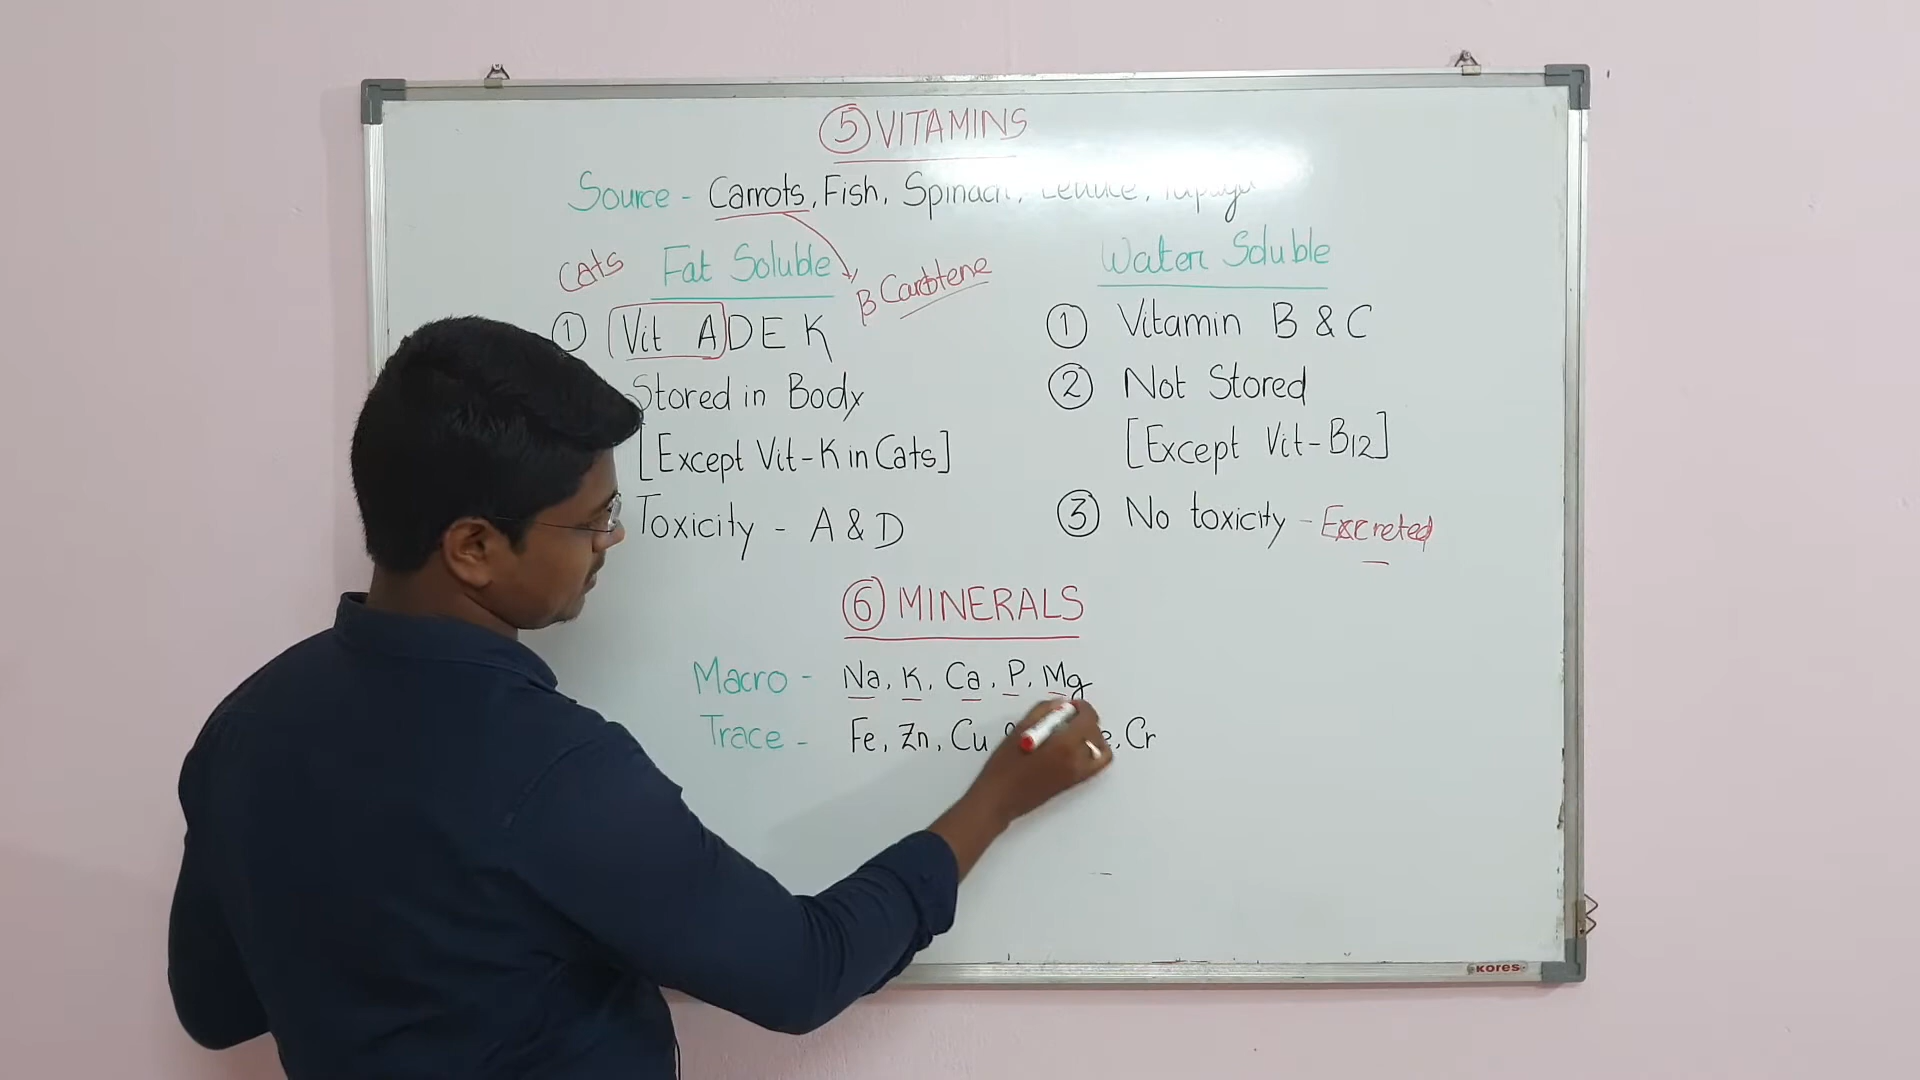 ⑤ VITAMINS
Source - Carrots, Fish, Spinach, Lettuce, Papaya
Cats Fat Soluble
β Carotene
① Vit A D E K
Stored in Body
[Except Vit-K in Cats]
Toxicity - A & D
Water Soluble
① Vitamin B & C
② Not Stored
[Except Vit-B12]
③ No toxicity - Excreted
⑥ MINERALS
Macro - Na, K, Ca, P, Mg
Trace - Fe, Zn, Cu, Cr
KORES